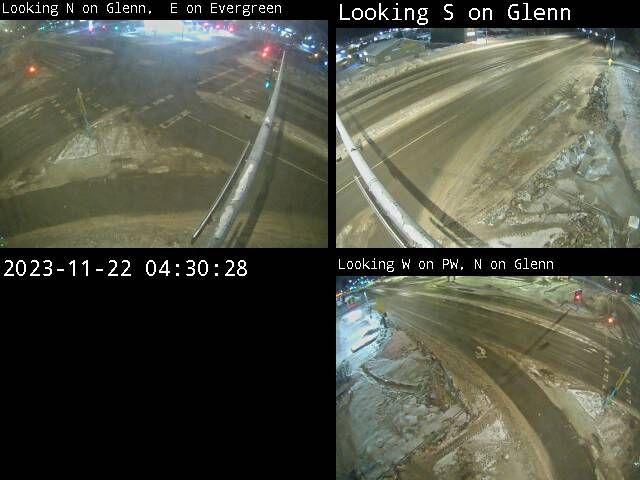 Looking N on Glenn,  E on Evergreen
Looking S on Glenn
2023-11-22 04:30:28
Looking W on PW, N on Glenn